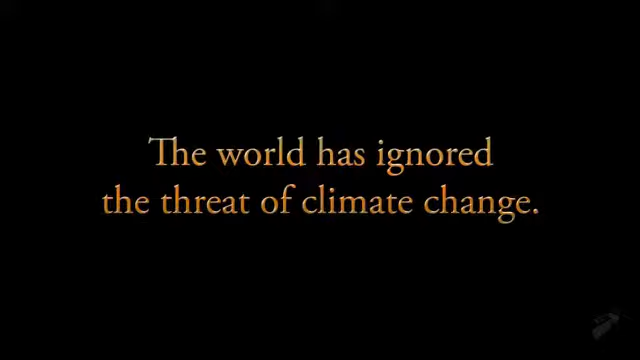 The world has ignored
the threat of climate change.